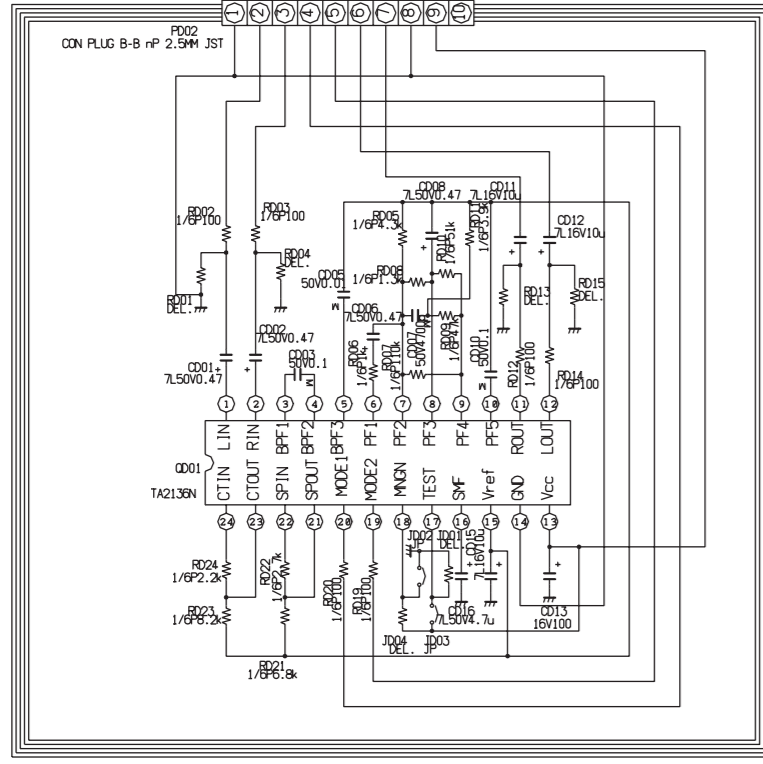 1 2 3 4 5 6 7 8 9 10
PD02
CON PLUG B-B nP 2.5MM JST
RD02
1/6P100
RD03
1/6P100
RD01
DEL.
RD04
DEL.
CD05
50V0.01
RD05
1/6P4.3k
CD08
7L50V0.47
RD10
1/6P51k
RD11
1/6P3.9k
CD11
7L16V10u
CD12
7L16V10u
RD08
1/6P1.3k
RD13
DEL.
RD15
DEL.
CD01
7L50V0.47
CD02
7L50V0.47
CD03
50V0.1
M
M
CD06
7L50V0.47
RD06
1/6P1k
RD07
1/6P110k
CD07
M
RD09
1/6P47k
CD10
50V0.1
M
RD12
1/6P100
RD14
1/6P100
1 2 3 4 5 6 7 8 9 10 11 12
LIN RIN BPF1 BPF2 BPF3 PF1 PF2 PF3 PF4 PF5 ROUT LOUT
QD01
TA2136N
CTIN CTOUT SPIN SPOUT MODE1 MODE2 MNGN TEST SMF Vref GND Vcc
24 23 22 21 20 19 18 17 16 15 14 13
RD24
1/6P2.2k
RD23
1/6P8.2k
RD22
1/6P2.7k
RD21
1/6P6.8k
RD20
1/6P100
RD19
1/6P100
JD02
JP
JD01
DEL.
JD04
DEL.
JD03
JP
CD16
7L50V4.7u
CD15
7L16V10u
CD13
16V100